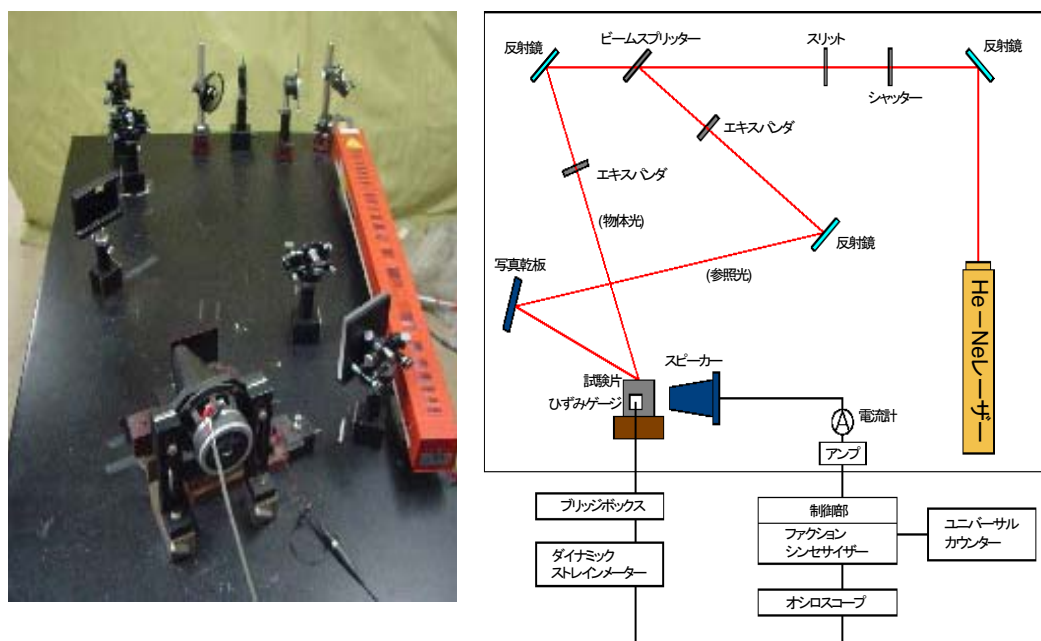 反射鏡
ビームスプリッター
スリット
反射鏡
シャッター
エキスパンダ
エキスパンダ
(物体光)
反射鏡
写真乾板
(参照光)
He-Neレーザー
スピーカー
試験片
ひずみゲージ
電流計
A
アンプ
ブリッジボックス
制御部
ファクション
シンセサイザー
ユニバーサル
カウンター
ダイナミック
ストレインメーター
オシロスコープ